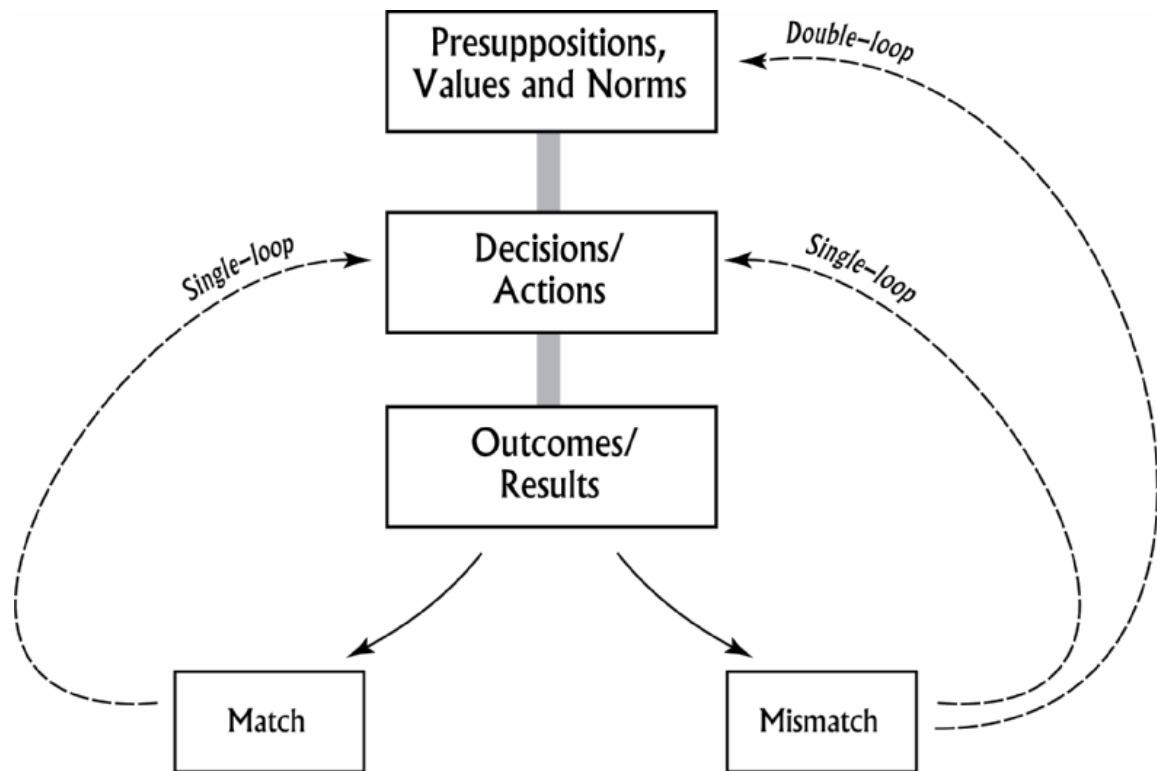 Presuppositions,
Values and Norms
Double-loop
Decisions/
Actions
Single-loop
Single-loop
Outcomes/
Results
Match
Mismatch